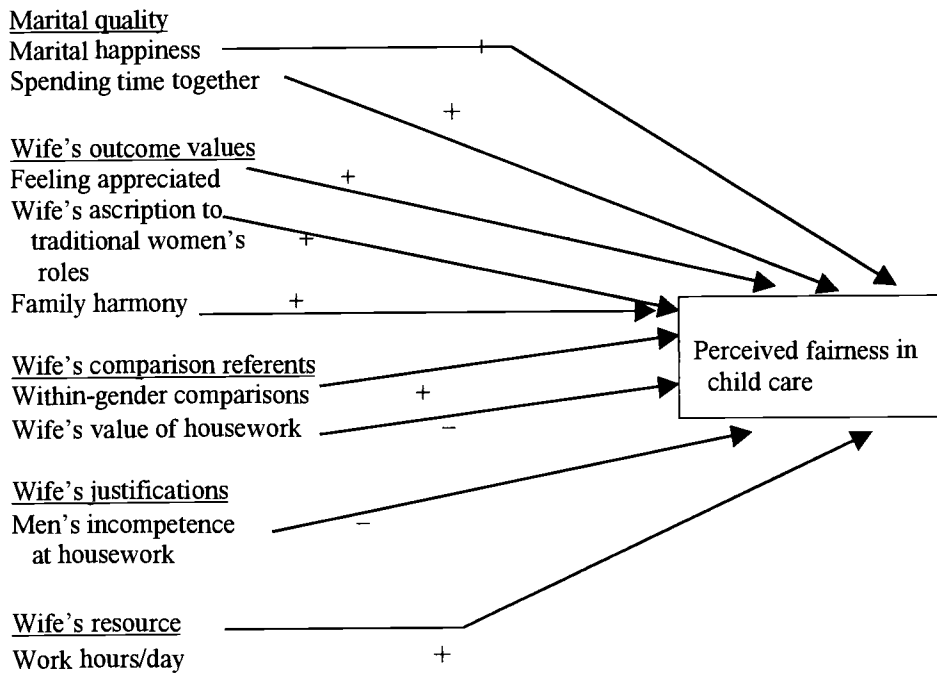 Marital quality
Marital happiness +
Spending time together
+
Wife's outcome values
Feeling appreciated +
Wife's ascription to
traditional women's +
roles
Family harmony +
Perceived fairness in
child care
Wife's comparison referents
Within-gender comparisons +
Wife's value of housework −
Wife's justifications
Men's incompetence −
at housework
Wife's resource
Work hours/day +